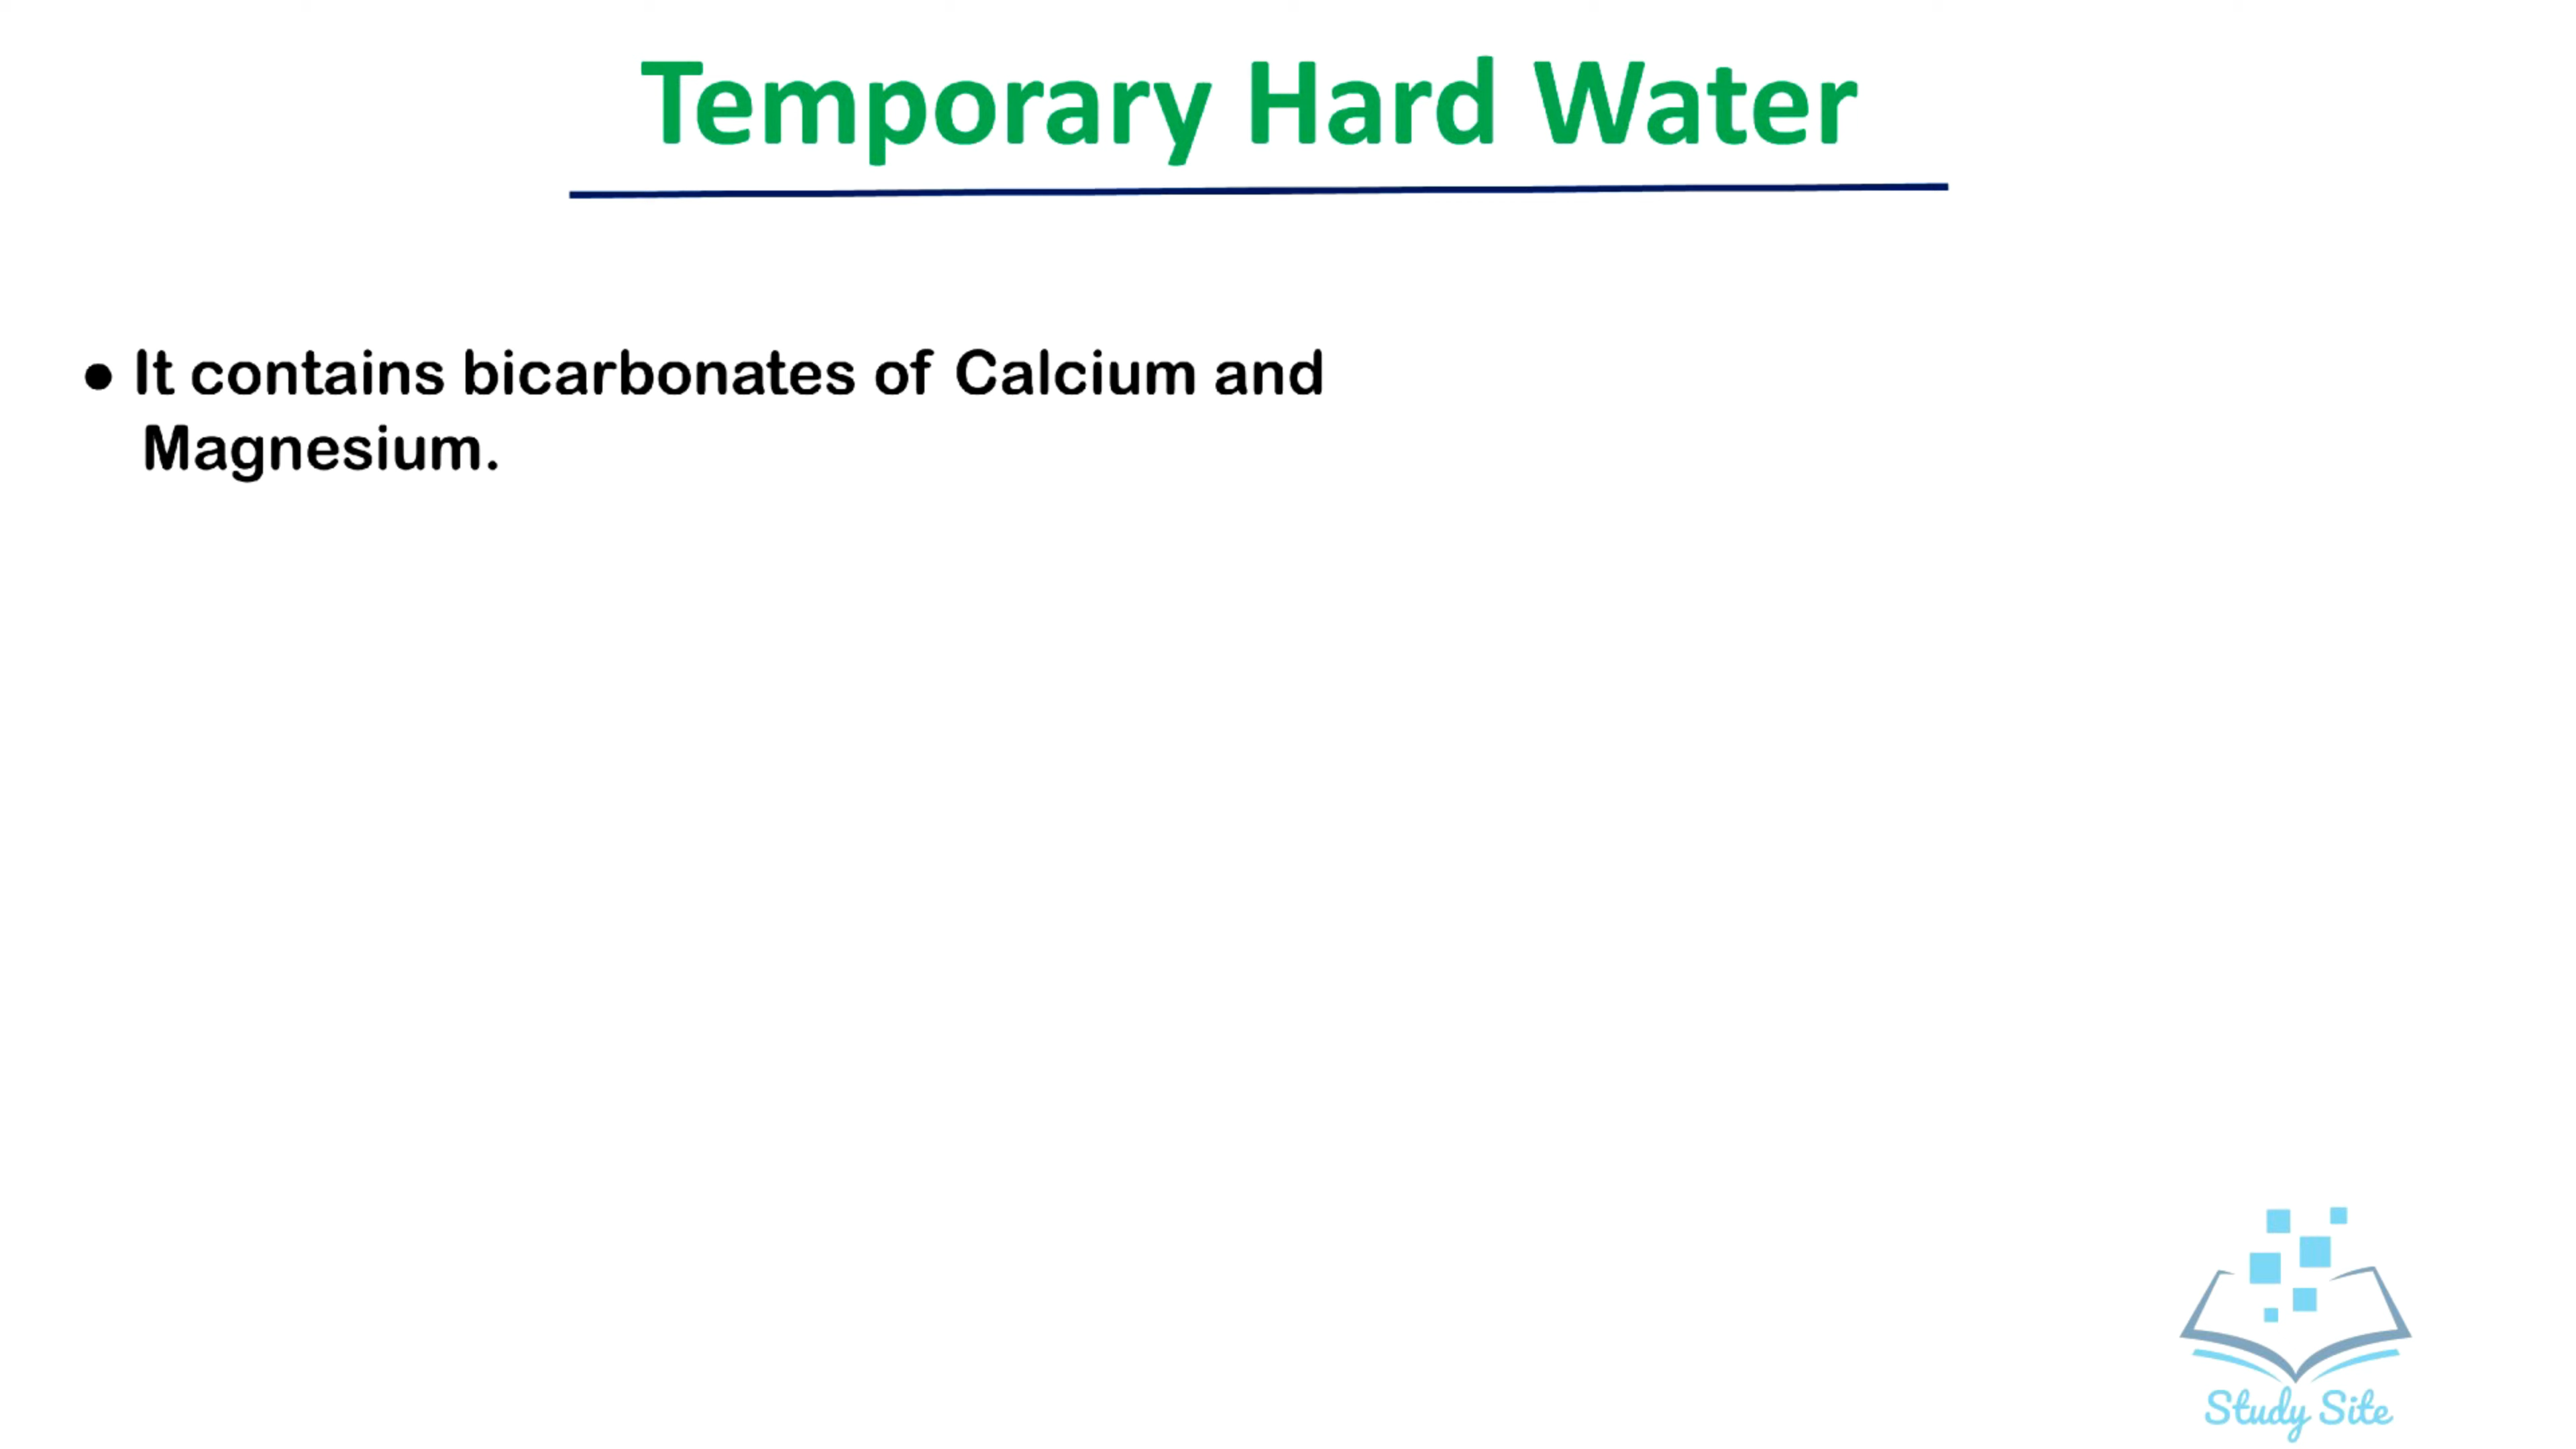 Temporary Hard Water
● It contains bicarbonates of Calcium and
Magnesium.
Study Site